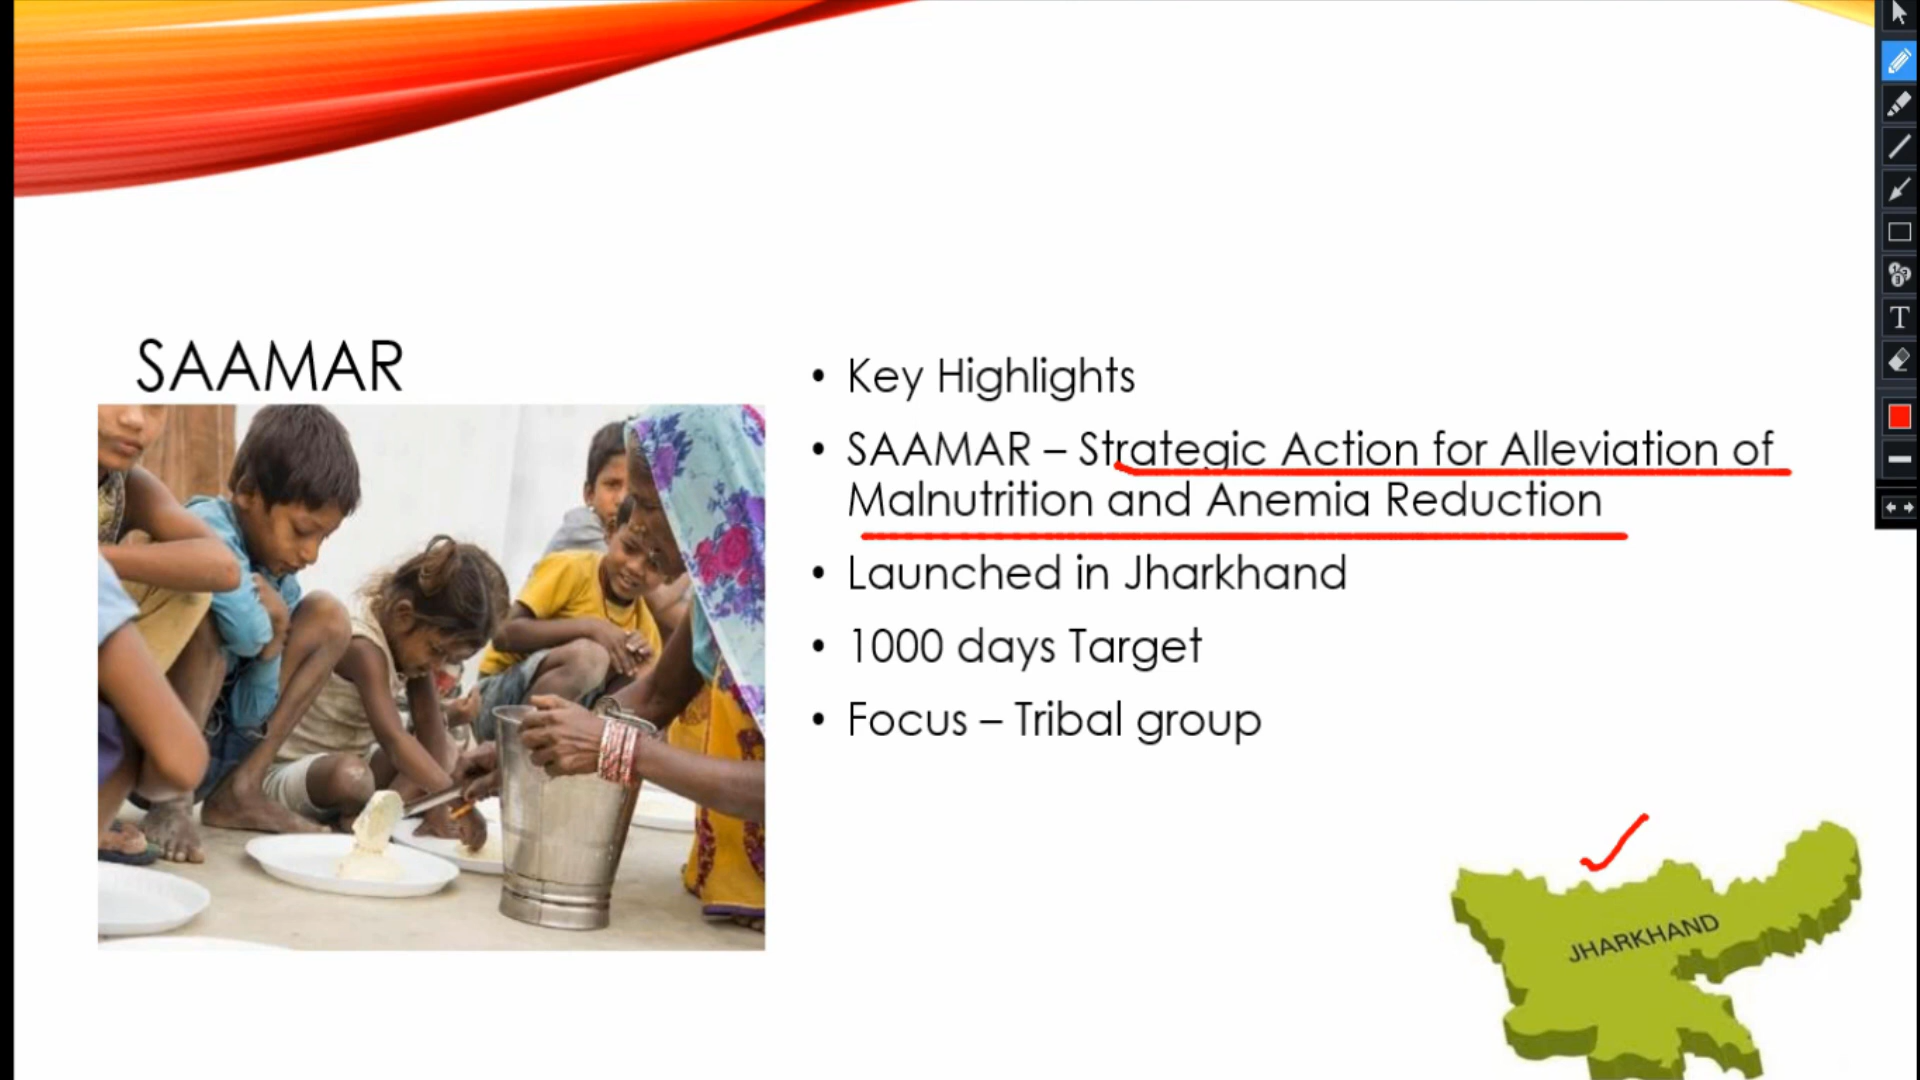 SAAMAR
• Key Highlights
• SAAMAR – Strategic Action for Alleviation of
Malnutrition and Anemia Reduction
• Launched in Jharkhand
• 1000 days Target
• Focus – Tribal group
JHARKHAND
T